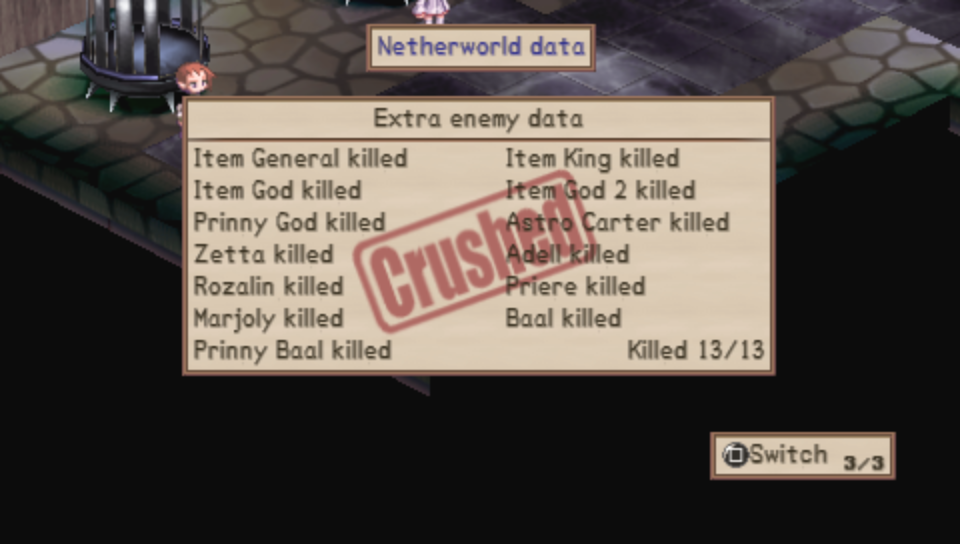 Netherworld data
Extra enemy data
Item General killed Item King killed
Item God killed Item God 2 killed
Prinny God killed Astro Carter killed
Zetta killed Adell killed
Rozalin killed Priere killed
Marjoly killed Baal killed
Prinny Baal killed Killed 13/13
Crushed
Switch 3/3